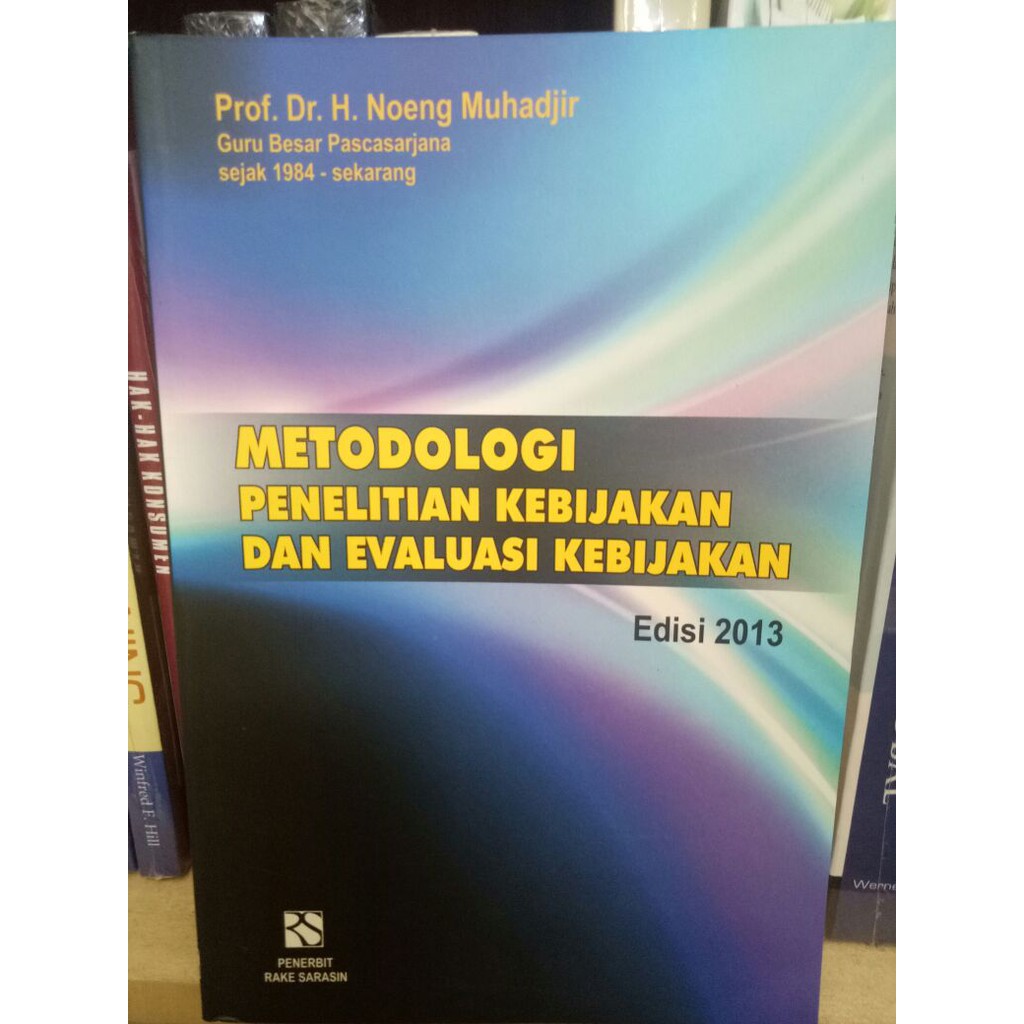 Prof. Dr. H. Noeng Muhadjir
Guru Besar Pascasarjana
sejak 1984 - sekarang
METODOLOGI
PENELITIAN KEBIJAKAN
DAN EVALUASI KEBIJAKAN
Edisi 2013
RS
PENERBIT
RAKE SARASIN
HAK-HAK KONSUMEN
Winfred F. Hill